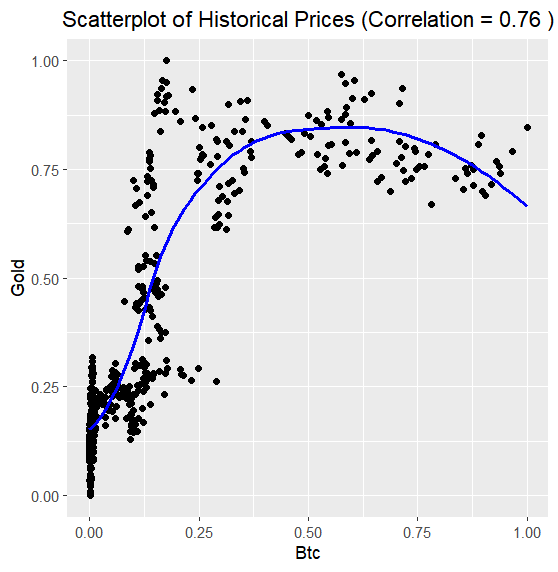 Scatterplot of Historical Prices (Correlation = 0.76 )
1.00
0.75
0.50
0.25
0.00
Gold
0.00 0.25 0.50 0.75 1.00
Btc